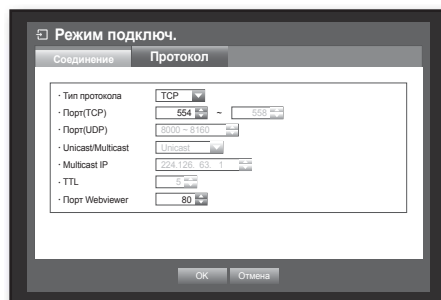 Режим подключ.
Соединение Протокол
· Тип протокола TCP
· Порт(TCP) 554 ~ 558
· Порт(UDP) 8000 ~ 8160
· Unicast/Multicast Unicast
· Multicast IP 224.126. 63. 1
· TTL 5
· Порт Webviewer 80
OK Отмена